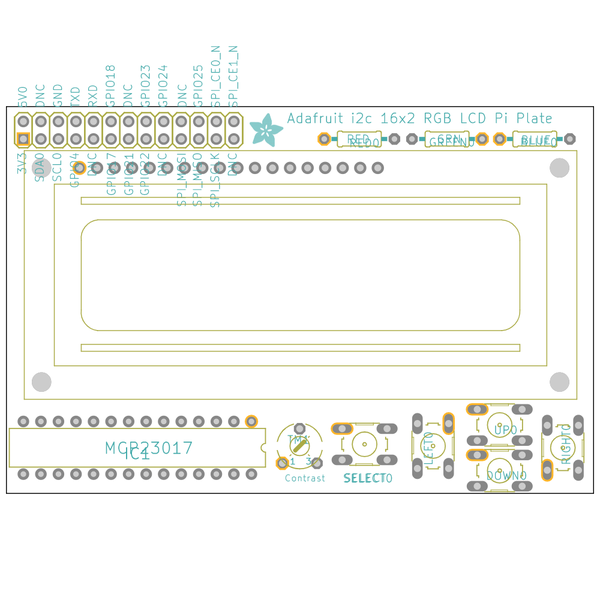 5V0 DNC GND TXD RXD GPIO18 DNC GPIO23 GPIO24 DNC GPIO25 SPI_CE0_N SPI_CE1_N
Adafruit i2c 16x2 RGB LCD Pi Plate
RED RED0 GRN GREEN0 BLUE BLUE0
3V3 SDA0 SCL0 GPIO4 DNC GPIO17 GPIO21 GPIO22 DNC SPI_MOSI SPI_MISO SPI_SCLK DNC
UP0
TM1
LEFT0
RIGHT0
MCP23017
IC1
1 3
Contrast
SELECT0
DOWN0